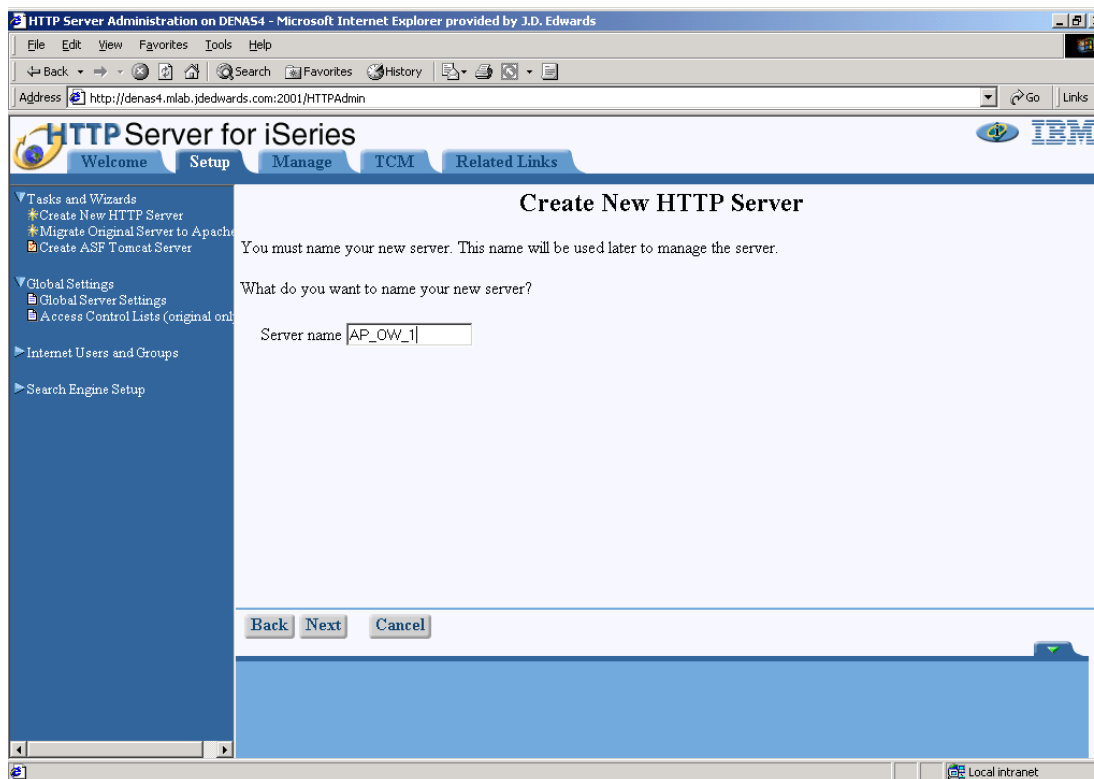 HTTP Server Administration on DENAS4 - Microsoft Internet Explorer provided by J.D. Edwards
File Edit View Favorites Tools Help
Back Search Favorites History
Address http://denas4.mlab.jdedwards.com:2001/HTTPAdmin Go Links
HTTP Server for iSeries IBM
Welcome Setup Manage TCM Related Links
Tasks and Wizards
Create New HTTP Server
Migrate Original Server to Apache
Create ASF Tomcat Server
Global Settings
Global Server Settings
Access Control Lists (original onl
Internet Users and Groups
Search Engine Setup
Create New HTTP Server
You must name your new server. This name will be used later to manage the server.
What do you want to name your new server?
Server name AP_OW_1
Back Next Cancel
Local intranet